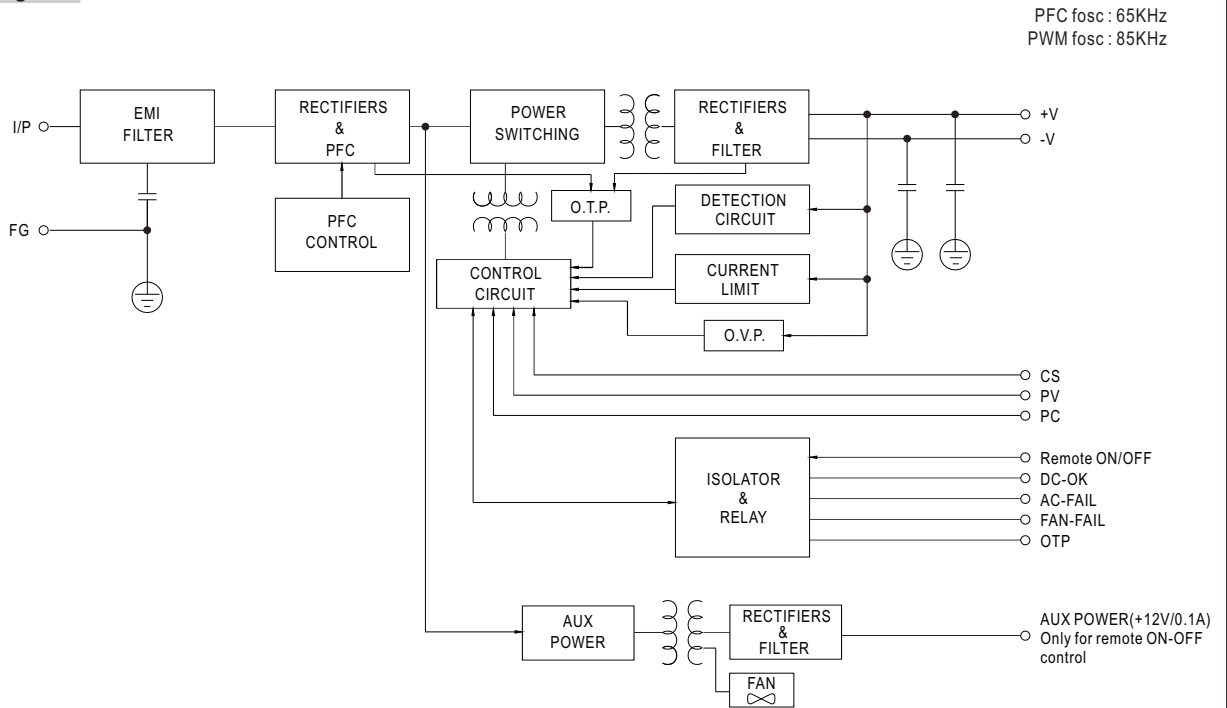 PFC fosc : 65KHz
PWM fosc : 85KHz
I/P
EMI
FILTER
RECTIFIERS
&
PFC
POWER
SWITCHING
RECTIFIERS
&
FILTER
+V
-V
FG
PFC
CONTROL
O.T.P.
DETECTION
CIRCUIT
CONTROL
CIRCUIT
CURRENT
LIMIT
O.V.P.
CS
PV
PC
ISOLATOR
&
RELAY
Remote ON/OFF
DC-OK
AC-FAIL
FAN-FAIL
OTP
AUX
POWER
RECTIFIERS
&
FILTER
AUX POWER(+12V/0.1A)
Only for remote ON-OFF
control
FAN